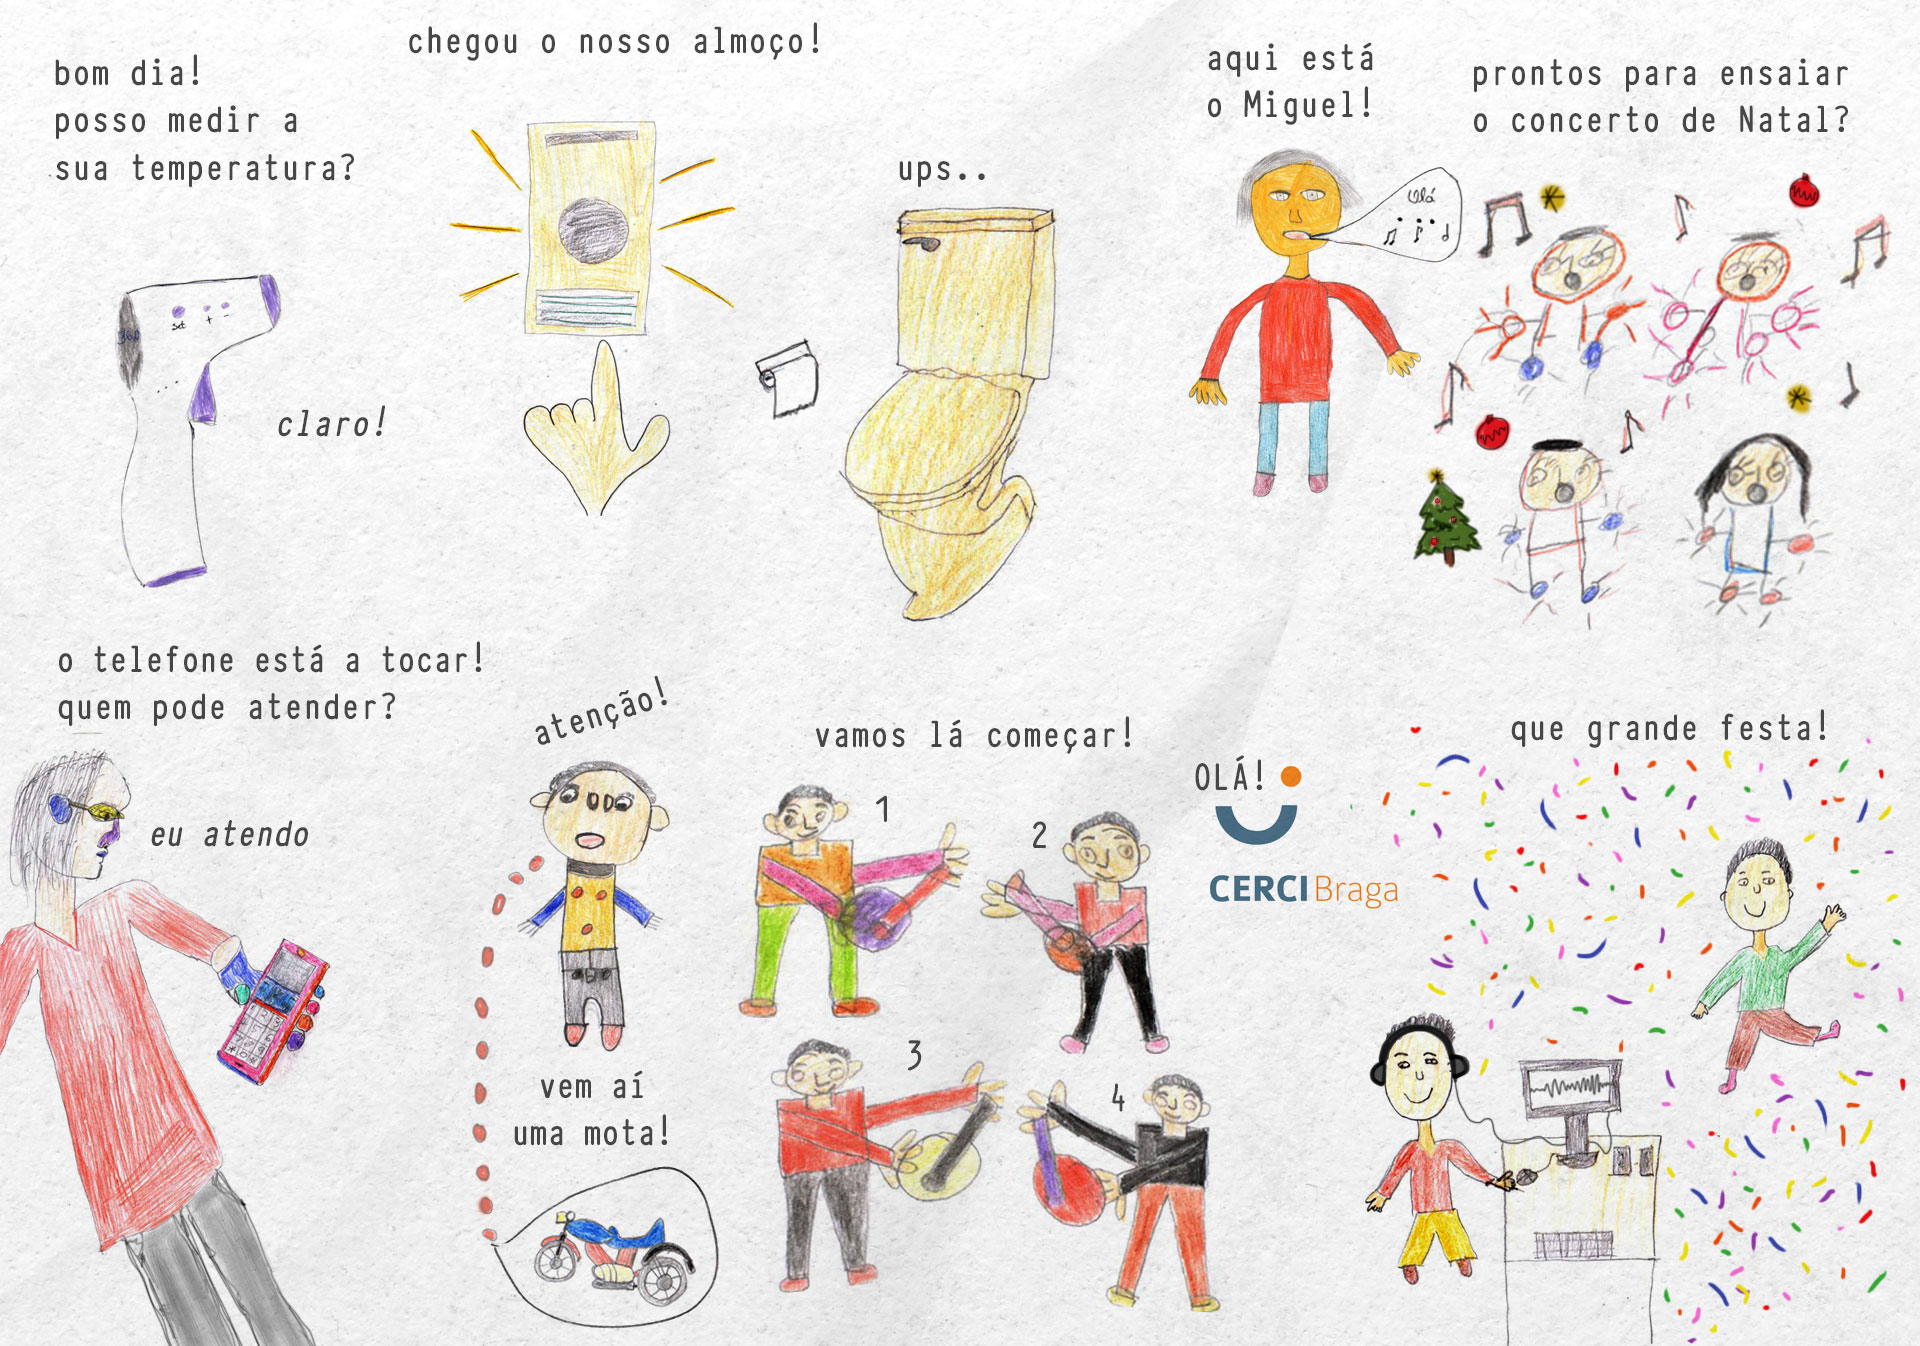 bom dia!
posso medir a
sua temperatura?
claro!
set
+ -
chegou o nosso almoço!
ups..
aqui está
o Miguel!
olá
prontos para ensaiar
o concerto de Natal?
o telefone está a tocar!
quem pode atender?
eu atendo
atenção!
vem aí
uma mota!
vamos lá começar!
1
2
3
4
OLÁ!
CERCI Braga
que grande festa!